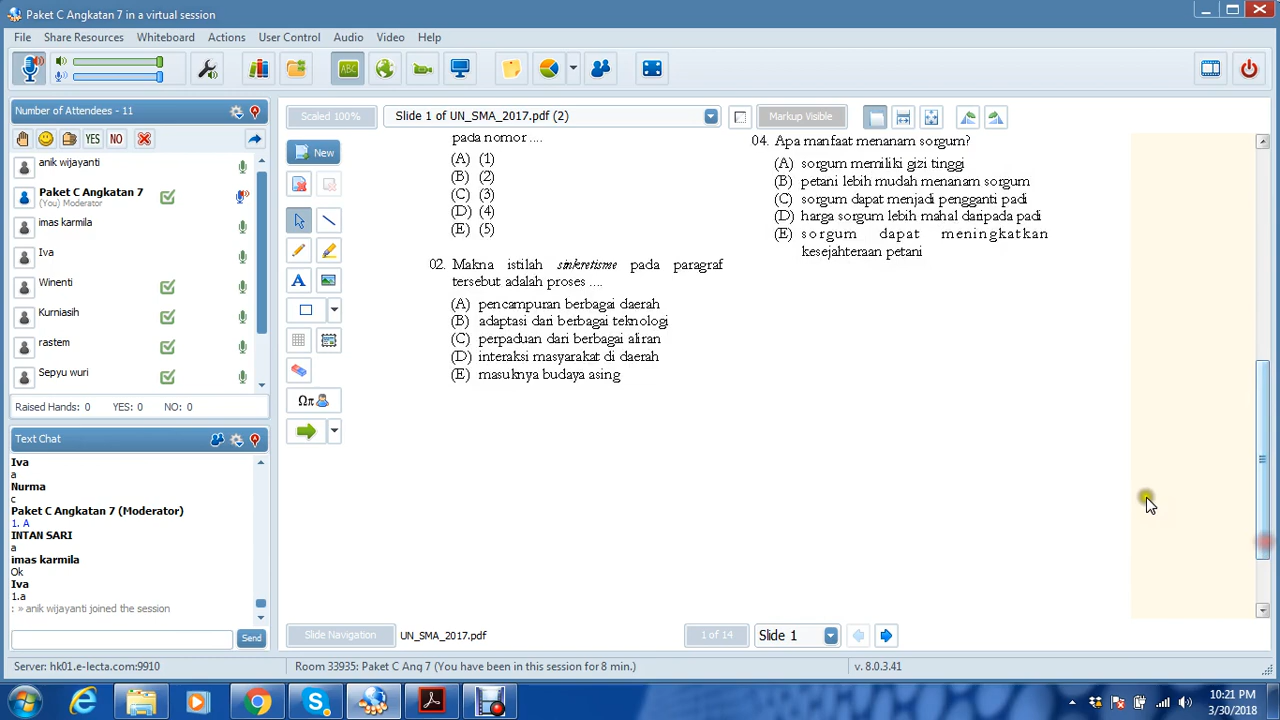 Paket C Angkatan 7 in a virtual session
File Share Resources Whiteboard Actions User Control Audio Video Help
ABC
Number of Attendees - 11
YES NO
anik wijayanti
Paket C Angkatan 7
(You) Moderator
imas karmila
Iva
Winenti
Kurniasih
rastem
Sepyu wuri
Raised Hands: 0 YES: 0 NO: 0
Text Chat
Iva
a
Nurma
c
Paket C Angkatan 7 (Moderator)
1. A
INTAN SARI
a
imas karmila
Ok
Iva
1.a
: » anik wijayanti joined the session
Send
Scaled 100%
Slide 1 of UN_SMA_2017.pdf (2)
Markup Visible
New
A
Ωπ
pada nomor ....
(A) (1)
(B) (2)
(C) (3)
(D) (4)
(E) (5)
02. Makna istilah sinkretisme pada paragraf
tersebut adalah proses ....
(A) pencampuran berbagai daerah
(B) adaptasi dari berbagai teknologi
(C) perpaduan dari berbagai aliran
(D) interaksi masyarakat di daerah
(E) masuknya budaya asing
04. Apa manfaat menanam sorgum?
(A) sorgum memiliki gizi tinggi
(B) petani lebih mudah menanam sorgum
(C) sorgum dapat menjadi pengganti padi
(D) harga sorgum lebih mahal daripada padi
(E) sorgum dapat meningkatkan
kesejahteraan petani
Slide Navigation UN_SMA_2017.pdf 1 of 14 Slide 1
Server: hk01.e-lecta.com:9910 Room 33935: Paket C Ang 7 (You have been in this session for 8 min.) v. 8.0.3.41
10:21 PM
3/30/2018